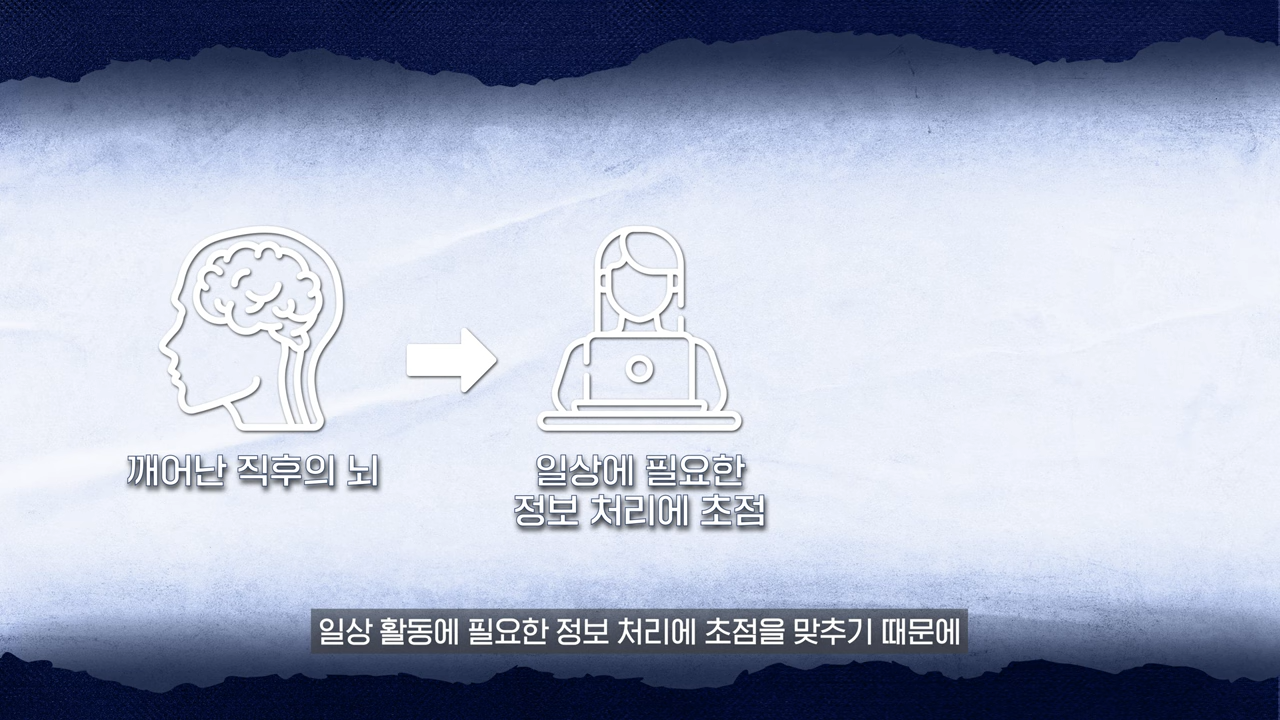 깨어난 직후의 뇌
일상에 필요한
정보 처리에 초점
일상 활동에 필요한 정보 처리에 초점을 맞추기 때문에